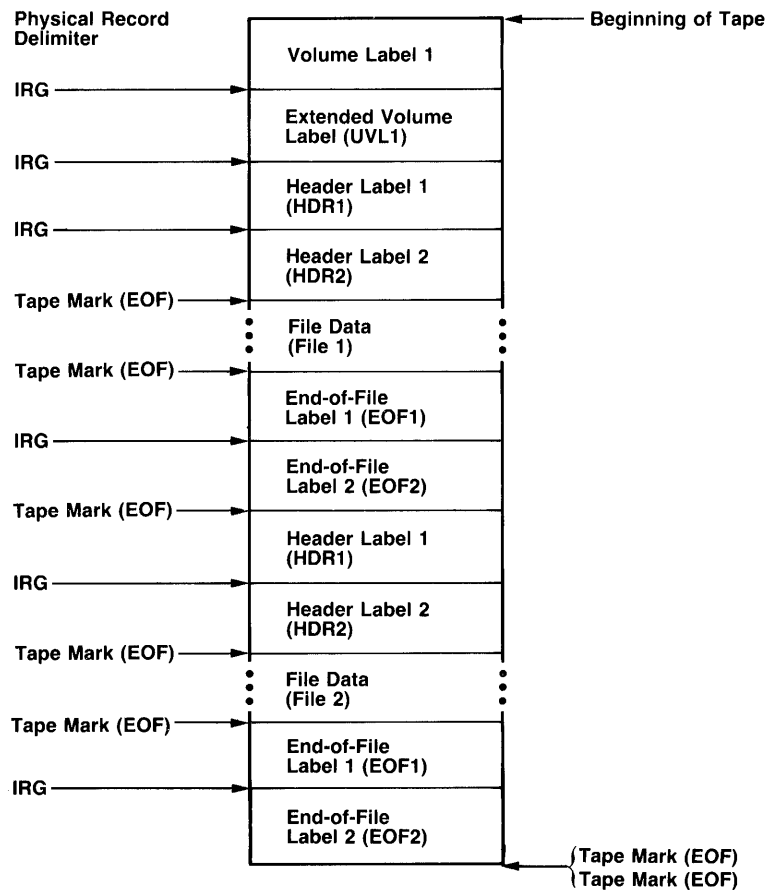 Physical Record
Delimiter
Beginning of Tape
Volume Label 1
IRG
Extended Volume
Label (UVL1)
IRG
Header Label 1
(HDR1)
IRG
Header Label 2
(HDR2)
Tape Mark (EOF)
File Data
(File 1)
Tape Mark (EOF)
End-of-File
Label 1 (EOF1)
IRG
End-of-File
Label 2 (EOF2)
Tape Mark (EOF)
Header Label 1
(HDR1)
IRG
Header Label 2
(HDR2)
Tape Mark (EOF)
File Data
(File 2)
Tape Mark (EOF)
End-of-File
Label 1 (EOF1)
IRG
End-of-File
Label 2 (EOF2)
Tape Mark (EOF)
Tape Mark (EOF)